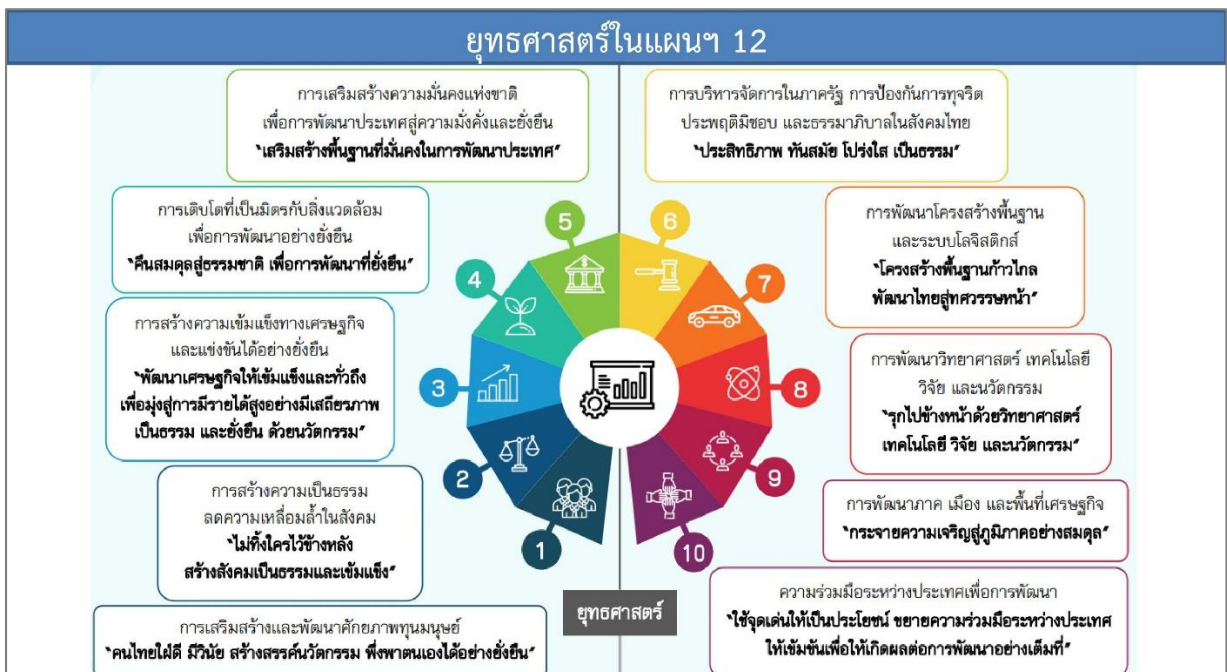 ยุทธศาสตร์ในแผนฯ 12
การเสริมสร้างความมั่นคงแห่งชาติ
เพื่อการพัฒนาประเทศสู่ความมั่งคั่งและยั่งยืน
"เสริมสร้างพื้นฐานที่มั่นคงในการพัฒนาประเทศ"
การเติบโตที่เป็นมิตรกับสิ่งแวดล้อม
เพื่อการพัฒนาอย่างยั่งยืน
"คืนสมดุลสู่ธรรมชาติ เพื่อการพัฒนาที่ยั่งยืน"
การสร้างความเข้มแข็งทางเศรษฐกิจ
และแข่งขันได้อย่างยั่งยืน
"พัฒนาเศรษฐกิจให้เข้มแข็งและทั่วถึง
เพื่อมุ่งสู่การมีรายได้สูงอย่างมีเสถียรภาพ
เป็นธรรม และยั่งยืน ด้วยนวัตกรรม"
การสร้างความเป็นธรรม
ลดความเหลื่อมล้ำในสังคม
"ไม่ทิ้งใครไว้ข้างหลัง
สร้างสังคมเป็นธรรมและเข้มแข็ง"
การเสริมสร้างและพัฒนาศักยภาพทุนมนุษย์
"คนไทยใฝ่ดี มีวินัย สร้างสรรค์นวัตกรรม พึ่งพาตนเองได้อย่างยั่งยืน"
5
4
3
2
1
6
7
8
9
10
ยุทธศาสตร์
การบริหารจัดการในภาครัฐ การป้องกันการทุจริต
ประพฤติมิชอบ และธรรมาภิบาลในสังคมไทย
"ประสิทธิภาพ ทันสมัย โปร่งใส เป็นธรรม"
การพัฒนาโครงสร้างพื้นฐาน
และระบบโลจิสติกส์
"โครงสร้างพื้นฐานก้าวไกล
พัฒนาไทยสู่ทศวรรษหน้า"
การพัฒนาวิทยาศาสตร์ เทคโนโลยี
วิจัย และนวัตกรรม
"รุกไปข้างหน้าด้วยวิทยาศาสตร์
เทคโนโลยี วิจัย และนวัตกรรม"
การพัฒนาภาค เมือง และพื้นที่เศรษฐกิจ
"กระจายความเจริญสู่ภูมิภาคอย่างสมดุล"
ความร่วมมือระหว่างประเทศเพื่อการพัฒนา
"ใช้จุดเด่นให้เป็นประโยชน์ ขยายความร่วมมือระหว่างประเทศ
ให้เข้มข้นเพื่อให้เกิดผลต่อการพัฒนาอย่างเต็มที่"